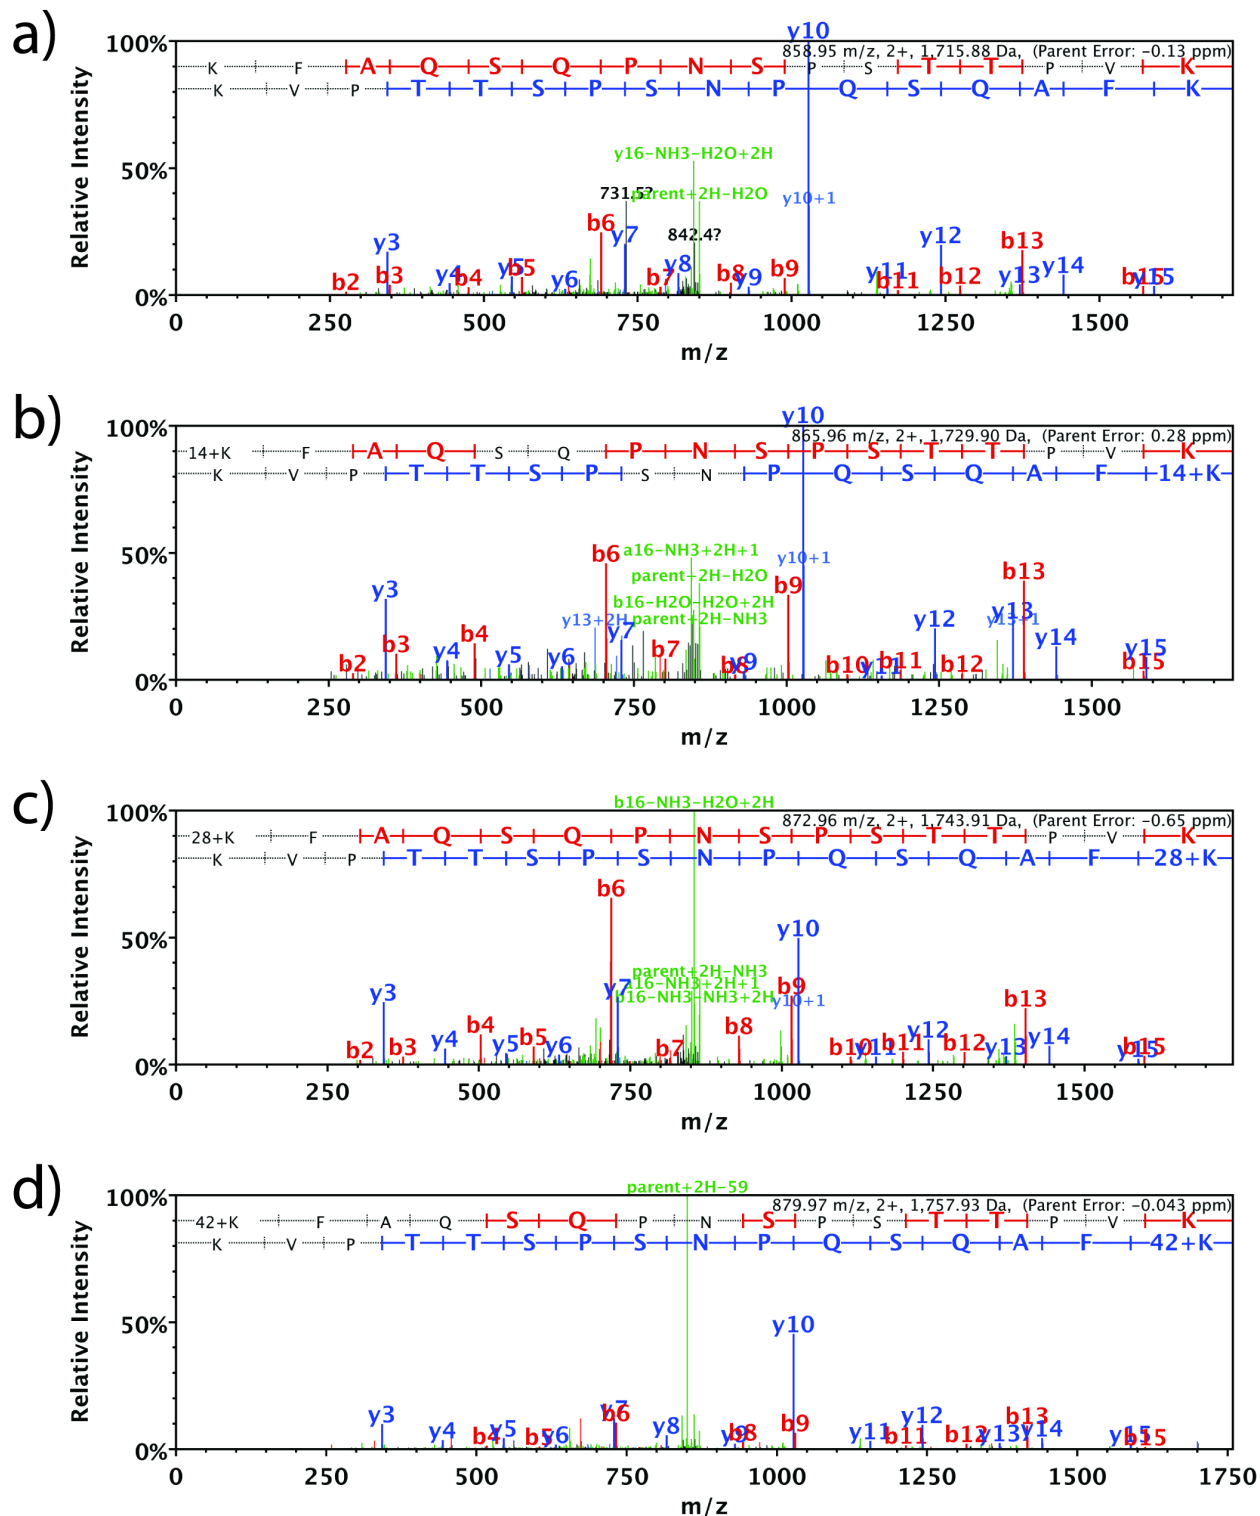 a)
y10
100%
858.95 m/z, 2+, 1,715.88 Da, (Parent Error: −0.13 ppm)
K F A Q S Q P N S P S T T P V K
K V P T T S P S N P Q S Q A F K
y16−NH3−H2O+2H
50%
731.5?
parent+2H−H2O
y10+1
b6
y7
842.4?
y3
y12
b13
b2
b3
y4
b4
y5
b5
y6
b7
y8
b8
y9
b9
y11
b11
b12
y13
y14
b15
y15
0%
0 250 500 750 1000 1250 1500
m/z
Relative Intensity
b)
y10
100%
865.96 m/z, 2+, 1,729.90 Da, (Parent Error: 0.28 ppm)
14+K F A Q S Q P N S P S T T P V K
K V P T T S P S N P Q S Q A F 14+K
50%
b6
a16−NH3+2H+1
y10+1
parent+2H−H2O
b9
b13
y3
b16−H2O−H2O+2H
y13+2H
parent+2H−NH3
y7
y12
y13
b2
b3
y4
b4
y5
y6
b7
b8
y9
b10
y11
b11
b12
y14
y15
b15
0%
0 250 500 750 1000 1250 1500
m/z
Relative Intensity
c)
b16−NH3−H2O+2H
100%
872.96 m/z, 2+, 1,743.91 Da, (Parent Error: −0.65 ppm)
28+K F A Q S Q P N S P S T T P V K
K V P T T S P S N P Q S Q A F 28+K
b6
50%
y10
parent+2H−NH3
a16−NH3+2H+1
b16−NH3−NH3+2H
y10+1
y3
y7
b9
b13
b2
b3
y4
b4
y5
b5
y6
b7
b8
b10
y11
b11
y12
b12
y13
y14
y15
b15
0%
0 250 500 750 1000 1250 1500
m/z
Relative Intensity
d)
parent+2H−59
100%
879.97 m/z, 2+, 1,757.93 Da, (Parent Error: −0.043 ppm)
42+K F A Q S Q P N S P S T T P V K
K V P T T S P S N P Q S Q A F 42+K
50%
y10
y3
y4
b4
y5
b5
y6
y7
b6
y8
y9
b8
b9
y11
b11
y12
b12
y13
b13
y14
y15
b15
0%
0 250 500 750 1000 1250 1500 1750
m/z
Relative Intensity